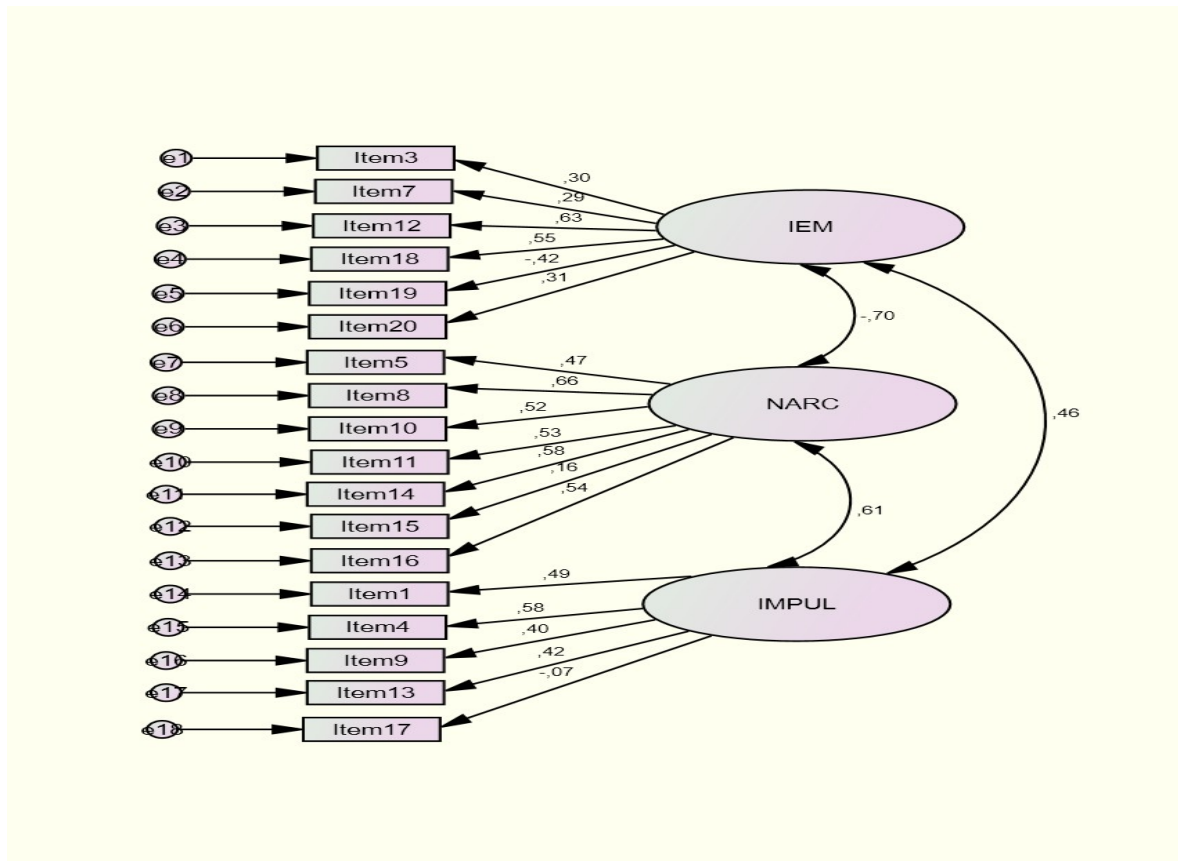 e1 Item3
,30
e2 Item7
,29
e3 Item12
,63
IEM
e4 Item18
,55
e5 Item19
-,42
e6 Item20
,31
-,70
e7 Item5
,47
e8 Item8
,66
NARC
,46
e9 Item10
,52
e10 Item11
,53
e11 Item14
,58
e12 Item15
,16
e13 Item16
,54
,61
e14 Item1
,49
IMPUL
e15 Item4
,58
e16 Item9
,40
e17 Item13
,42
e18 Item17
-,07